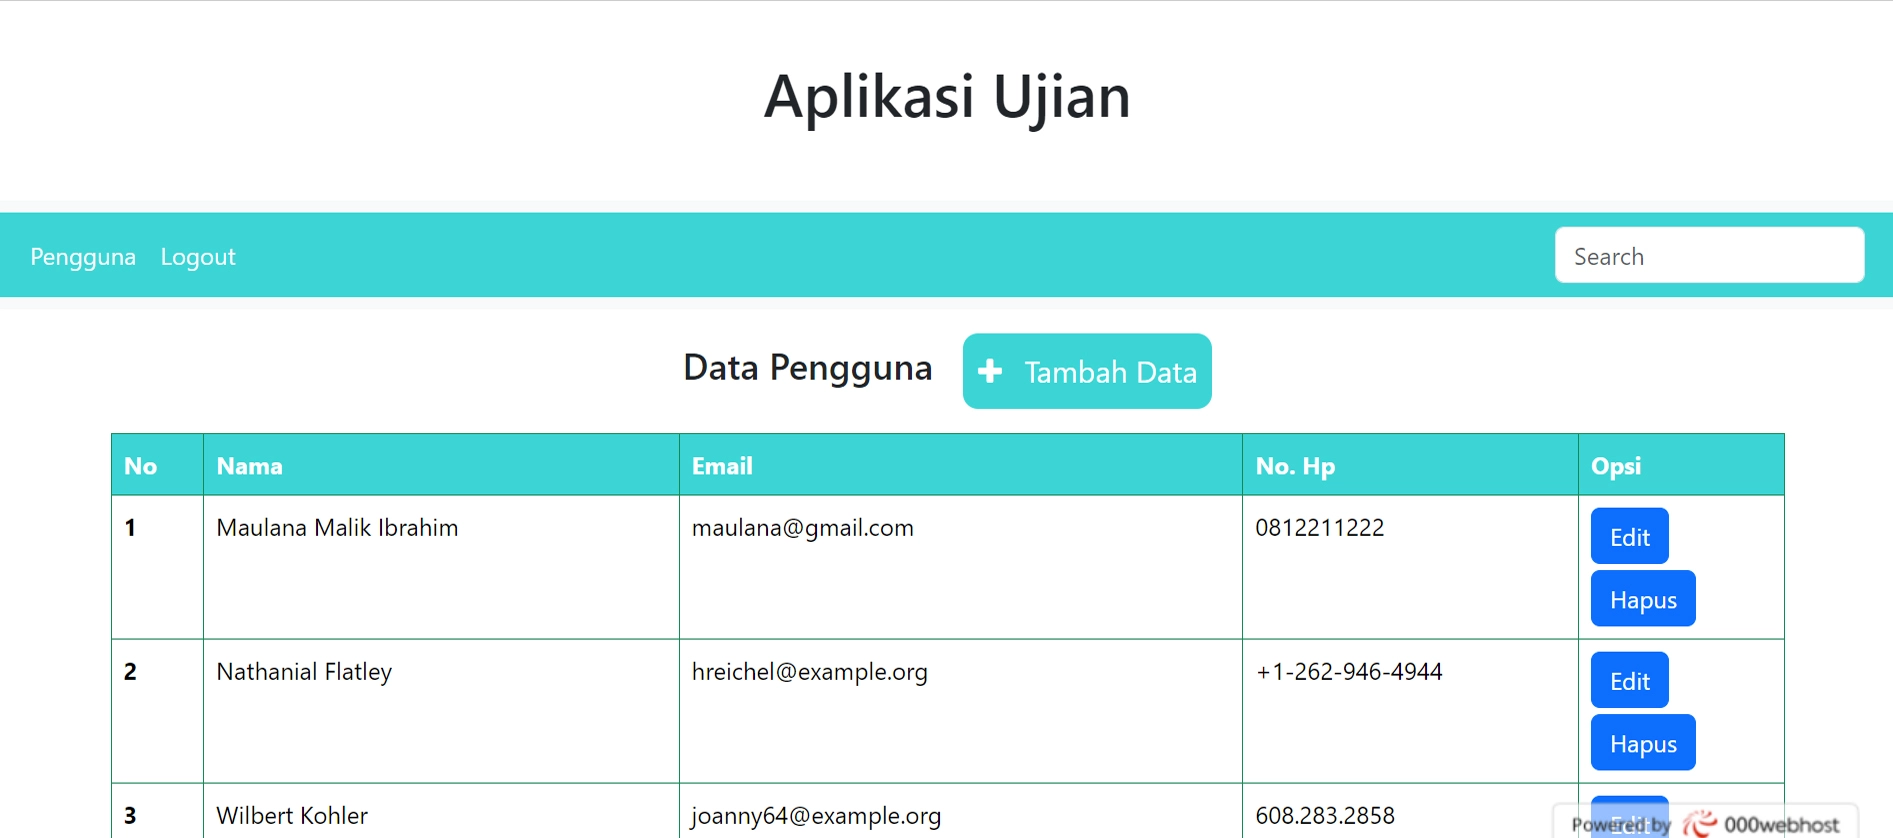 Aplikasi Ujian
Pengguna Logout Search
Data Pengguna Tambah Data
No Nama Email No. Hp Opsi
1 Maulana Malik Ibrahim maulana@gmail.com 0812211222 Edit
Hapus
2 Nathanial Flatley hreichel@example.org +1-262-946-4944 Edit
Hapus
3 Wilbert Kohler joanny64@example.org 608.283.2858 Edit
Powered by 000webhost